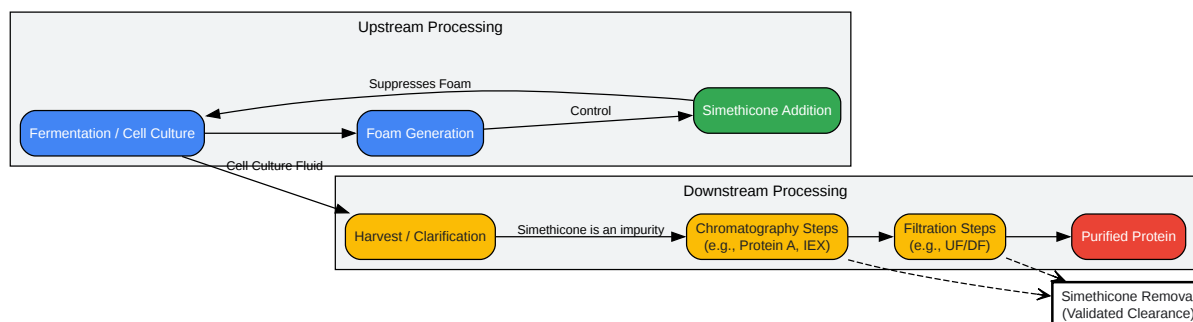 Upstream Processing
Suppresses Foam
Fermentation / Cell Culture
Foam Generation
Control
Simethicone Addition
Cell Culture Fluid
Downstream Processing
Harvest / Clarification
Simethicone is an impurity
Chromatography Steps
(e.g., Protein A, IEX)
Filtration Steps
(e.g., UF/DF)
Purified Protein
Simethicone Remova
(Validated Clearance)